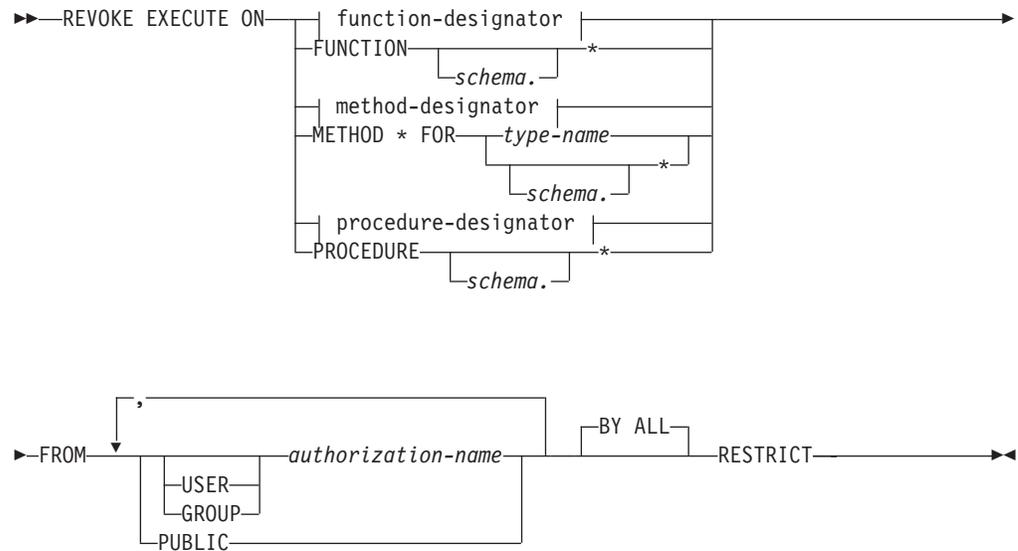 REVOKE EXECUTE ON function-designator
FUNCTION *
schema.
method-designator
METHOD * FOR type-name
*
schema.
procedure-designator
PROCEDURE *
schema.
,
BY ALL
FROM authorization-name RESTRICT
USER
GROUP
PUBLIC